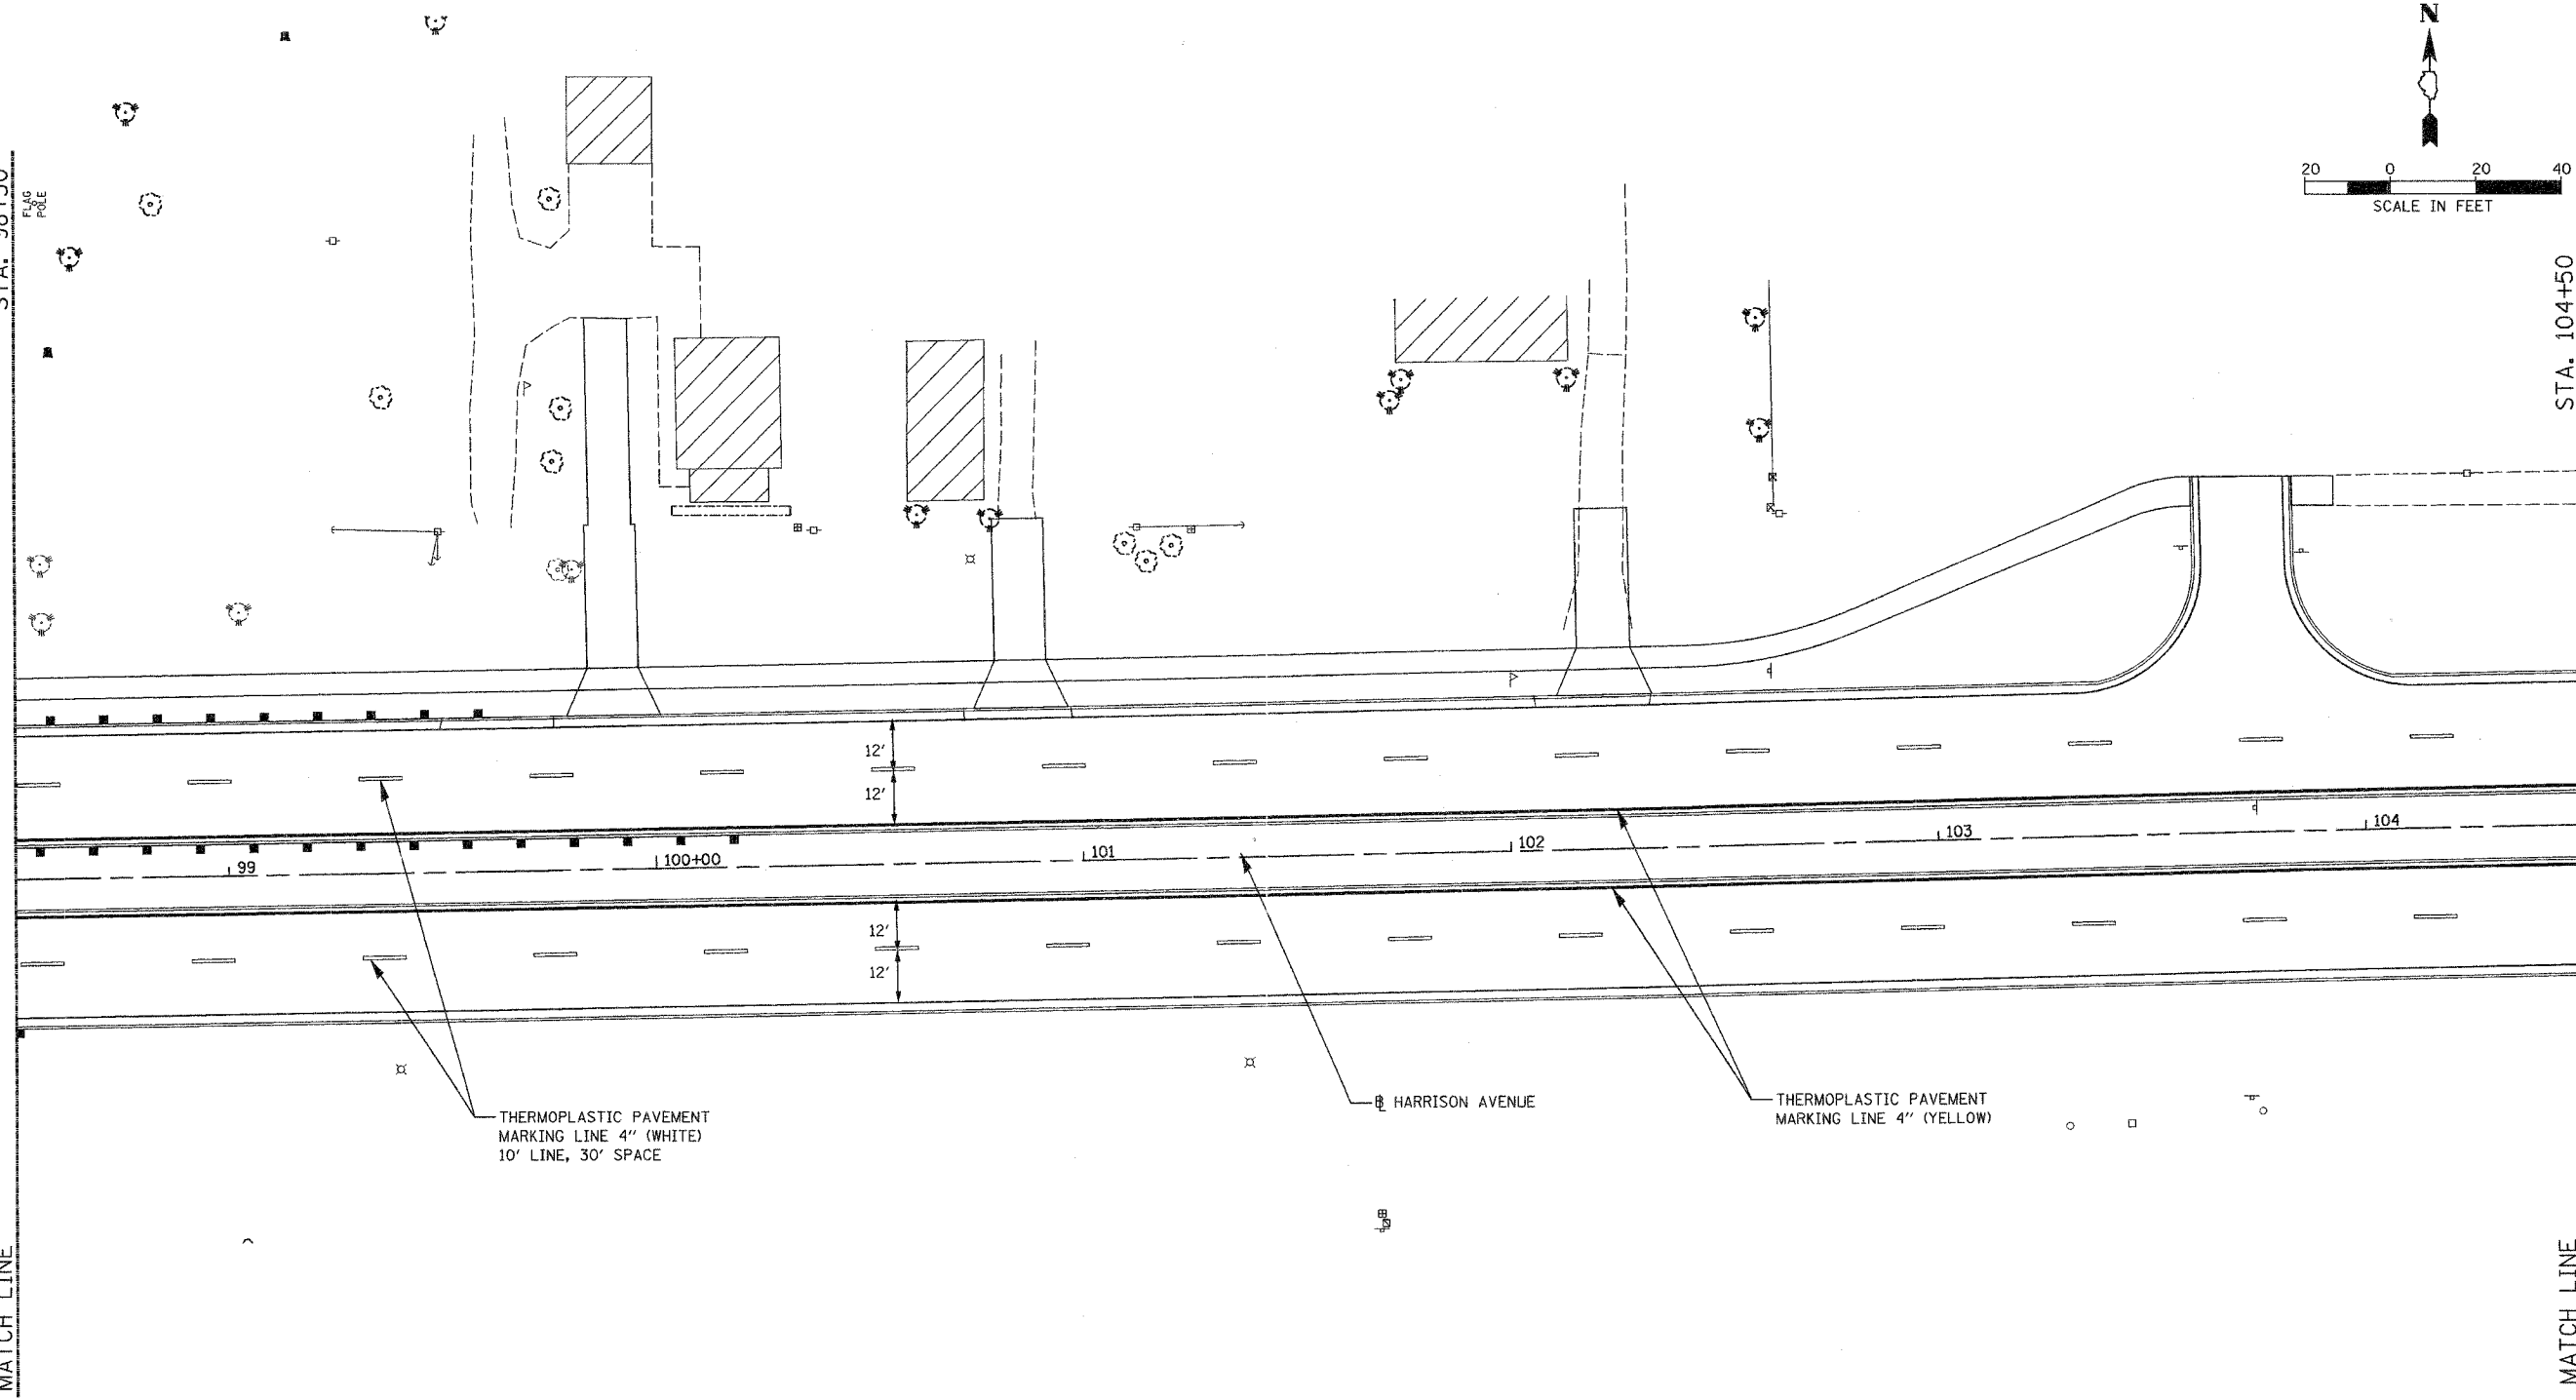 N
20 0 20 40
SCALE IN FEET
FLAG
POLE
STA. 104+50
12'
12'
99
100+00
101
102
103
104
12'
12'
THERMOPLASTIC PAVEMENT
MARKING LINE 4" (WHITE)
10' LINE, 30' SPACE
HARRISON AVENUE
THERMOPLASTIC PAVEMENT
MARKING LINE 4" (YELLOW)
MATCH LINE
MATCH LINE